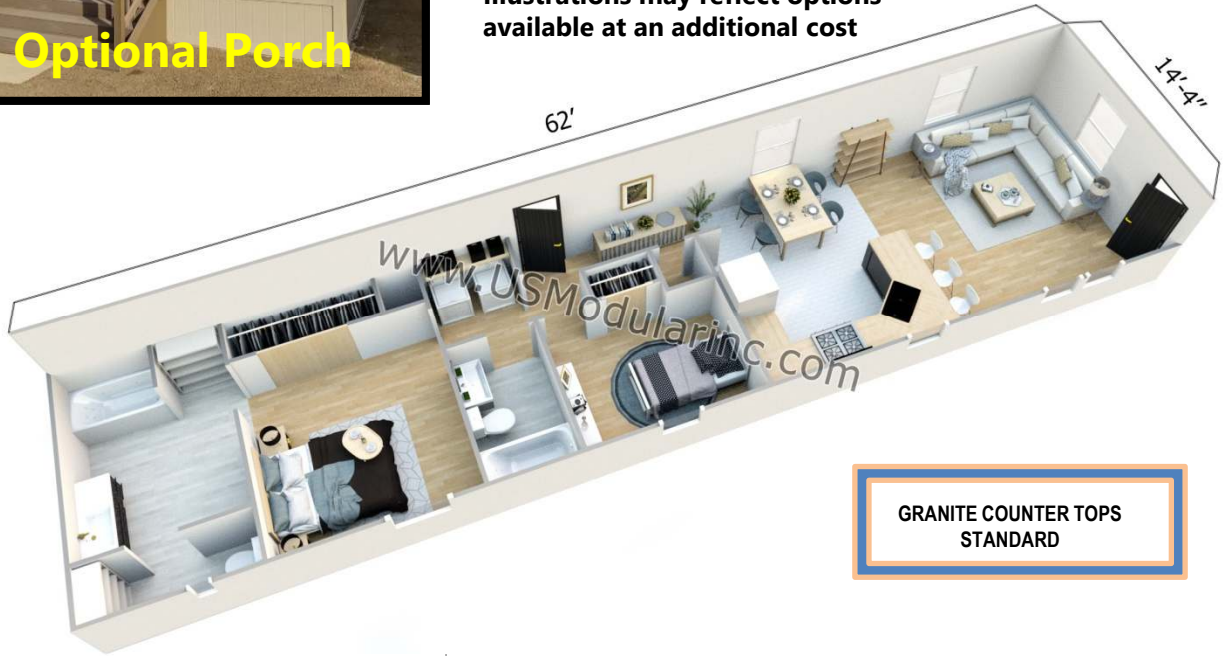 Illustrations may reflect options
available at an additional cost
Optional Porch
62'
14'-4"
www.USModularinc.com
GRANITE COUNTER TOPS
STANDARD